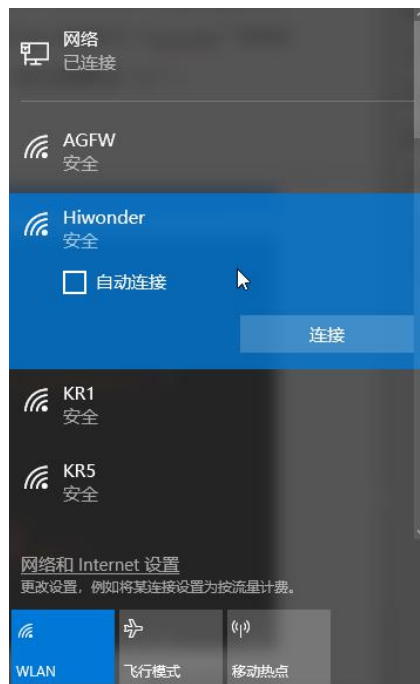 网络
已连接
AGFW
安全
Hiwonder
安全
自动连接
连接
KR1
安全
KR5
安全
网络和 Internet 设置
更改设置，例如将某连接设置为按流量计费。
WLAN
飞行模式
移动热点